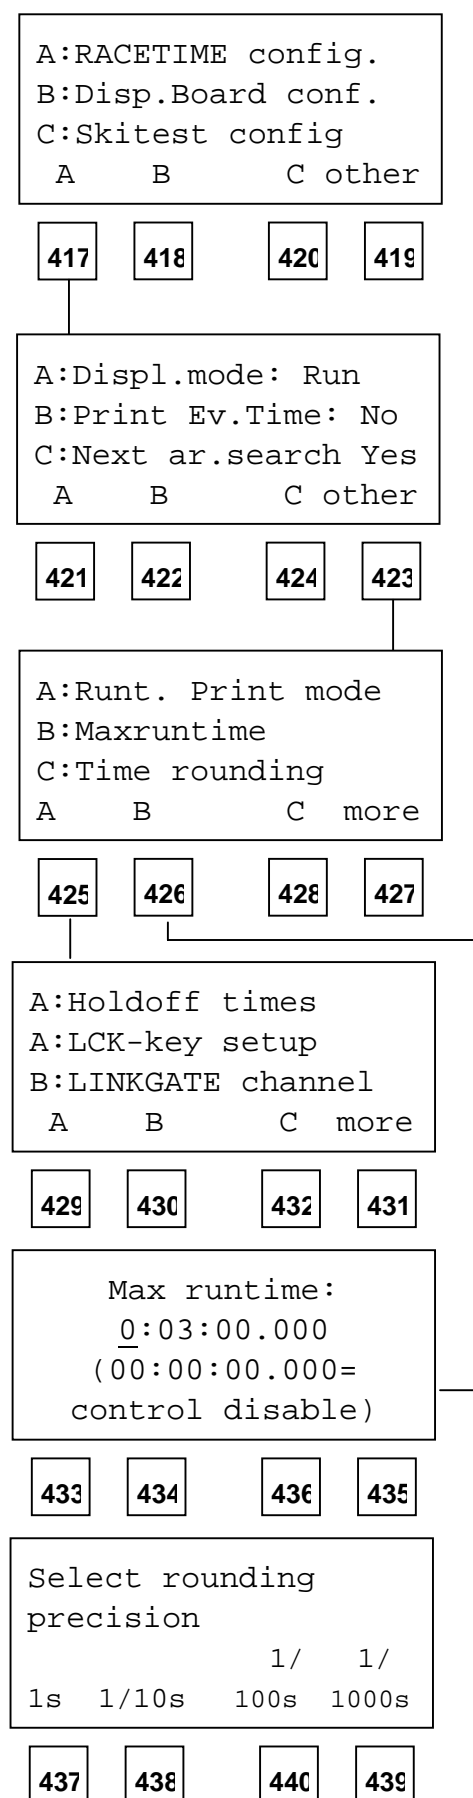 A:RACETIME config.
B:Disp.Board conf.
C:Skitest config
A B C other
417 418 420 419
A:Displ.mode: Run
B:Print Ev.Time: No
C:Next ar.search Yes
A B C other
421 422 424 423
A:Runt. Print mode
B:Maxruntime
C:Time rounding
A B C more
425 426 428 427
A:Holdoff times
A:LCK-key setup
B:LINKGATE channel
A B C more
429 430 432 431
Max runtime:
0:03:00.000
(00:00:00.000=
control disable)
433 434 436 435
Select rounding
precision
1/ 1/
1s 1/10s 100s 1000s
437 438 440 439